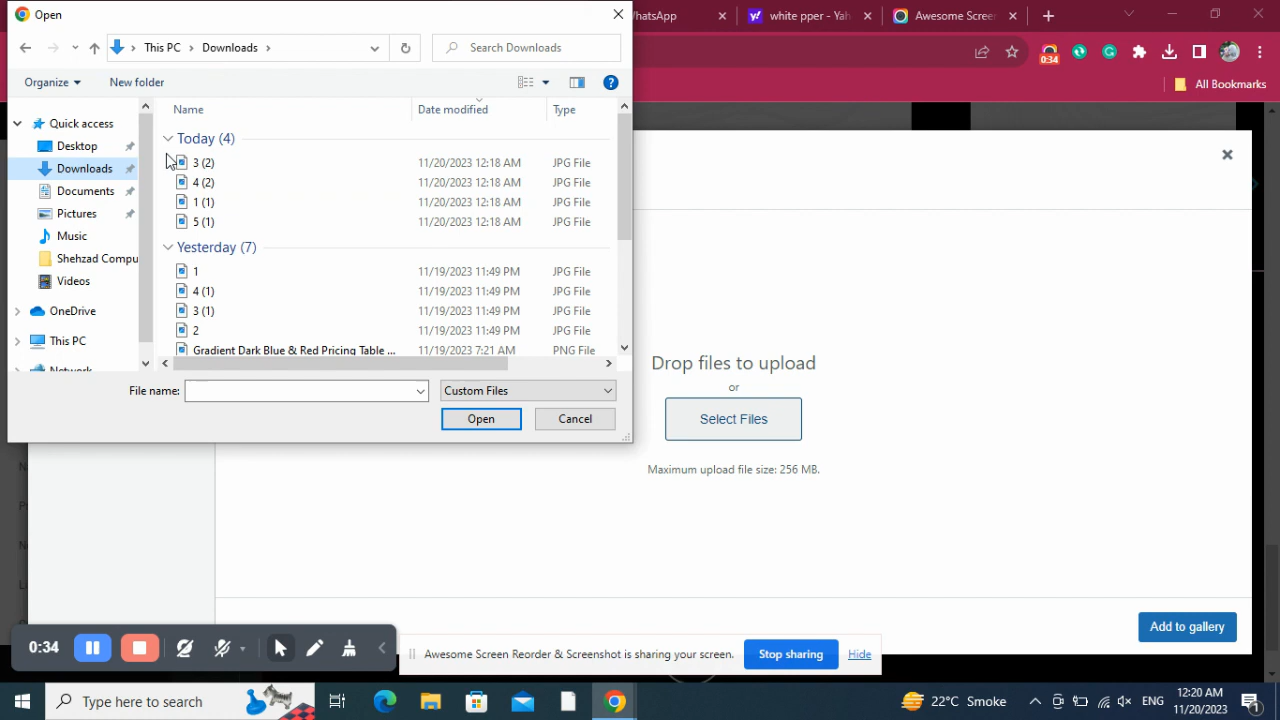 Open
WhatsApp
white pper - Yah
Awesome Screen
This PC
Downloads
Search Downloads
0:34
Organize
New folder
All Bookmarks
Name
Date modified
Type
Quick access
Desktop
Downloads
Documents
Pictures
Music
Shehzad Compu
Videos
OneDrive
This PC
Network
Today (4)
3 (2) 11/20/2023 12:18 AM JPG File
4 (2) 11/20/2023 12:18 AM JPG File
1 (1) 11/20/2023 12:18 AM JPG File
5 (1) 11/20/2023 12:18 AM JPG File
Yesterday (7)
1 11/19/2023 11:49 PM JPG File
4 (1) 11/19/2023 11:49 PM JPG File
3 (1) 11/19/2023 11:49 PM JPG File
2 11/19/2023 11:49 PM JPG File
Gradient Dark Blue & Red Pricing Table ... 11/19/2023 7:21 AM PNG File
File name:
Custom Files
Open
Cancel
Drop files to upload
or
Select Files
Maximum upload file size: 256 MB.
Add to gallery
0:34
Awesome Screen Reorder & Screenshot is sharing your screen.
Stop sharing
Hide
Type here to search
22°C Smoke
ENG
12:20 AM
11/20/2023
1